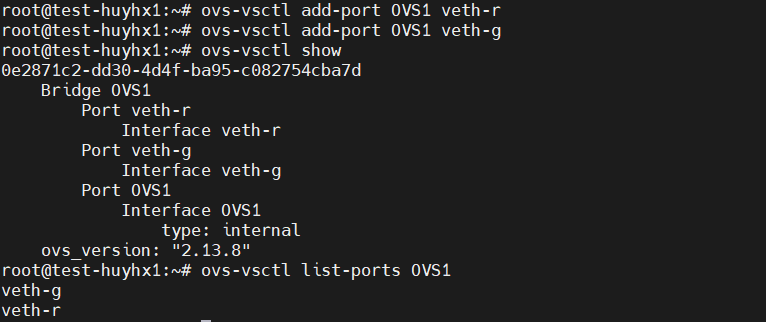 root@test-huyhx1:~# ovs-vsctl add-port OVS1 veth-r
root@test-huyhx1:~# ovs-vsctl add-port OVS1 veth-g
root@test-huyhx1:~# ovs-vsctl show
0e2871c2-dd30-4d4f-ba95-c082754cba7d
    Bridge OVS1
        Port veth-r
            Interface veth-r
        Port veth-g
            Interface veth-g
        Port OVS1
            Interface OVS1
                type: internal
    ovs_version: "2.13.8"
root@test-huyhx1:~# ovs-vsctl list-ports OVS1
veth-g
veth-r